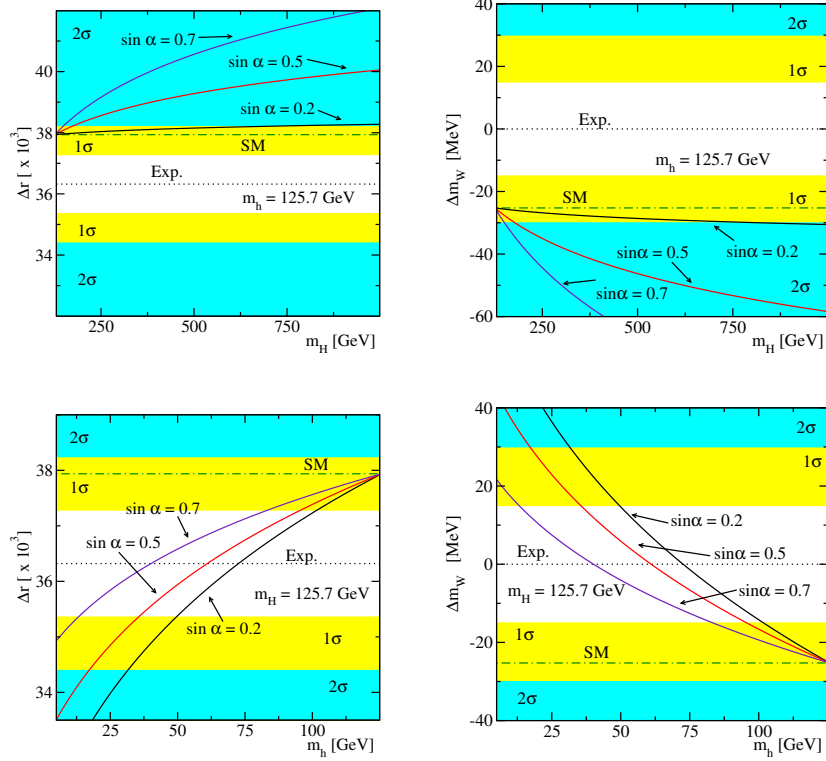 2σ
sin α = 0.7
sin α = 0.5
sin α = 0.2
1σ
SM
Exp.
m_h = 125.7 GeV
1σ
2σ
40
38
36
34
Δr [ x 10^3)
250 500 750
m_H [GeV]
2σ
1σ
Exp.
m_h = 125.7 GeV
SM
1σ
sinα = 0.2
sinα = 0.5
sinα = 0.7
2σ
40
20
0
-20
-40
-60
Δm_W [MeV]
250 500 750
m_H [GeV]
2σ
SM
1σ
sin α = 0.7
sin α = 0.5
Exp.
m_H = 125.7 GeV
sin α = 0.2
1σ
2σ
38
36
34
Δr [ x 10^3)
25 50 75 100
m_h [GeV]
2σ
1σ
sinα = 0.2
sinα = 0.5
Exp.
sinα = 0.7
m_H = 125.7 GeV
1σ
SM
2σ
40
20
0
-20
-40
Δm_W [MeV]
25 50 75 100
m_h [GeV]